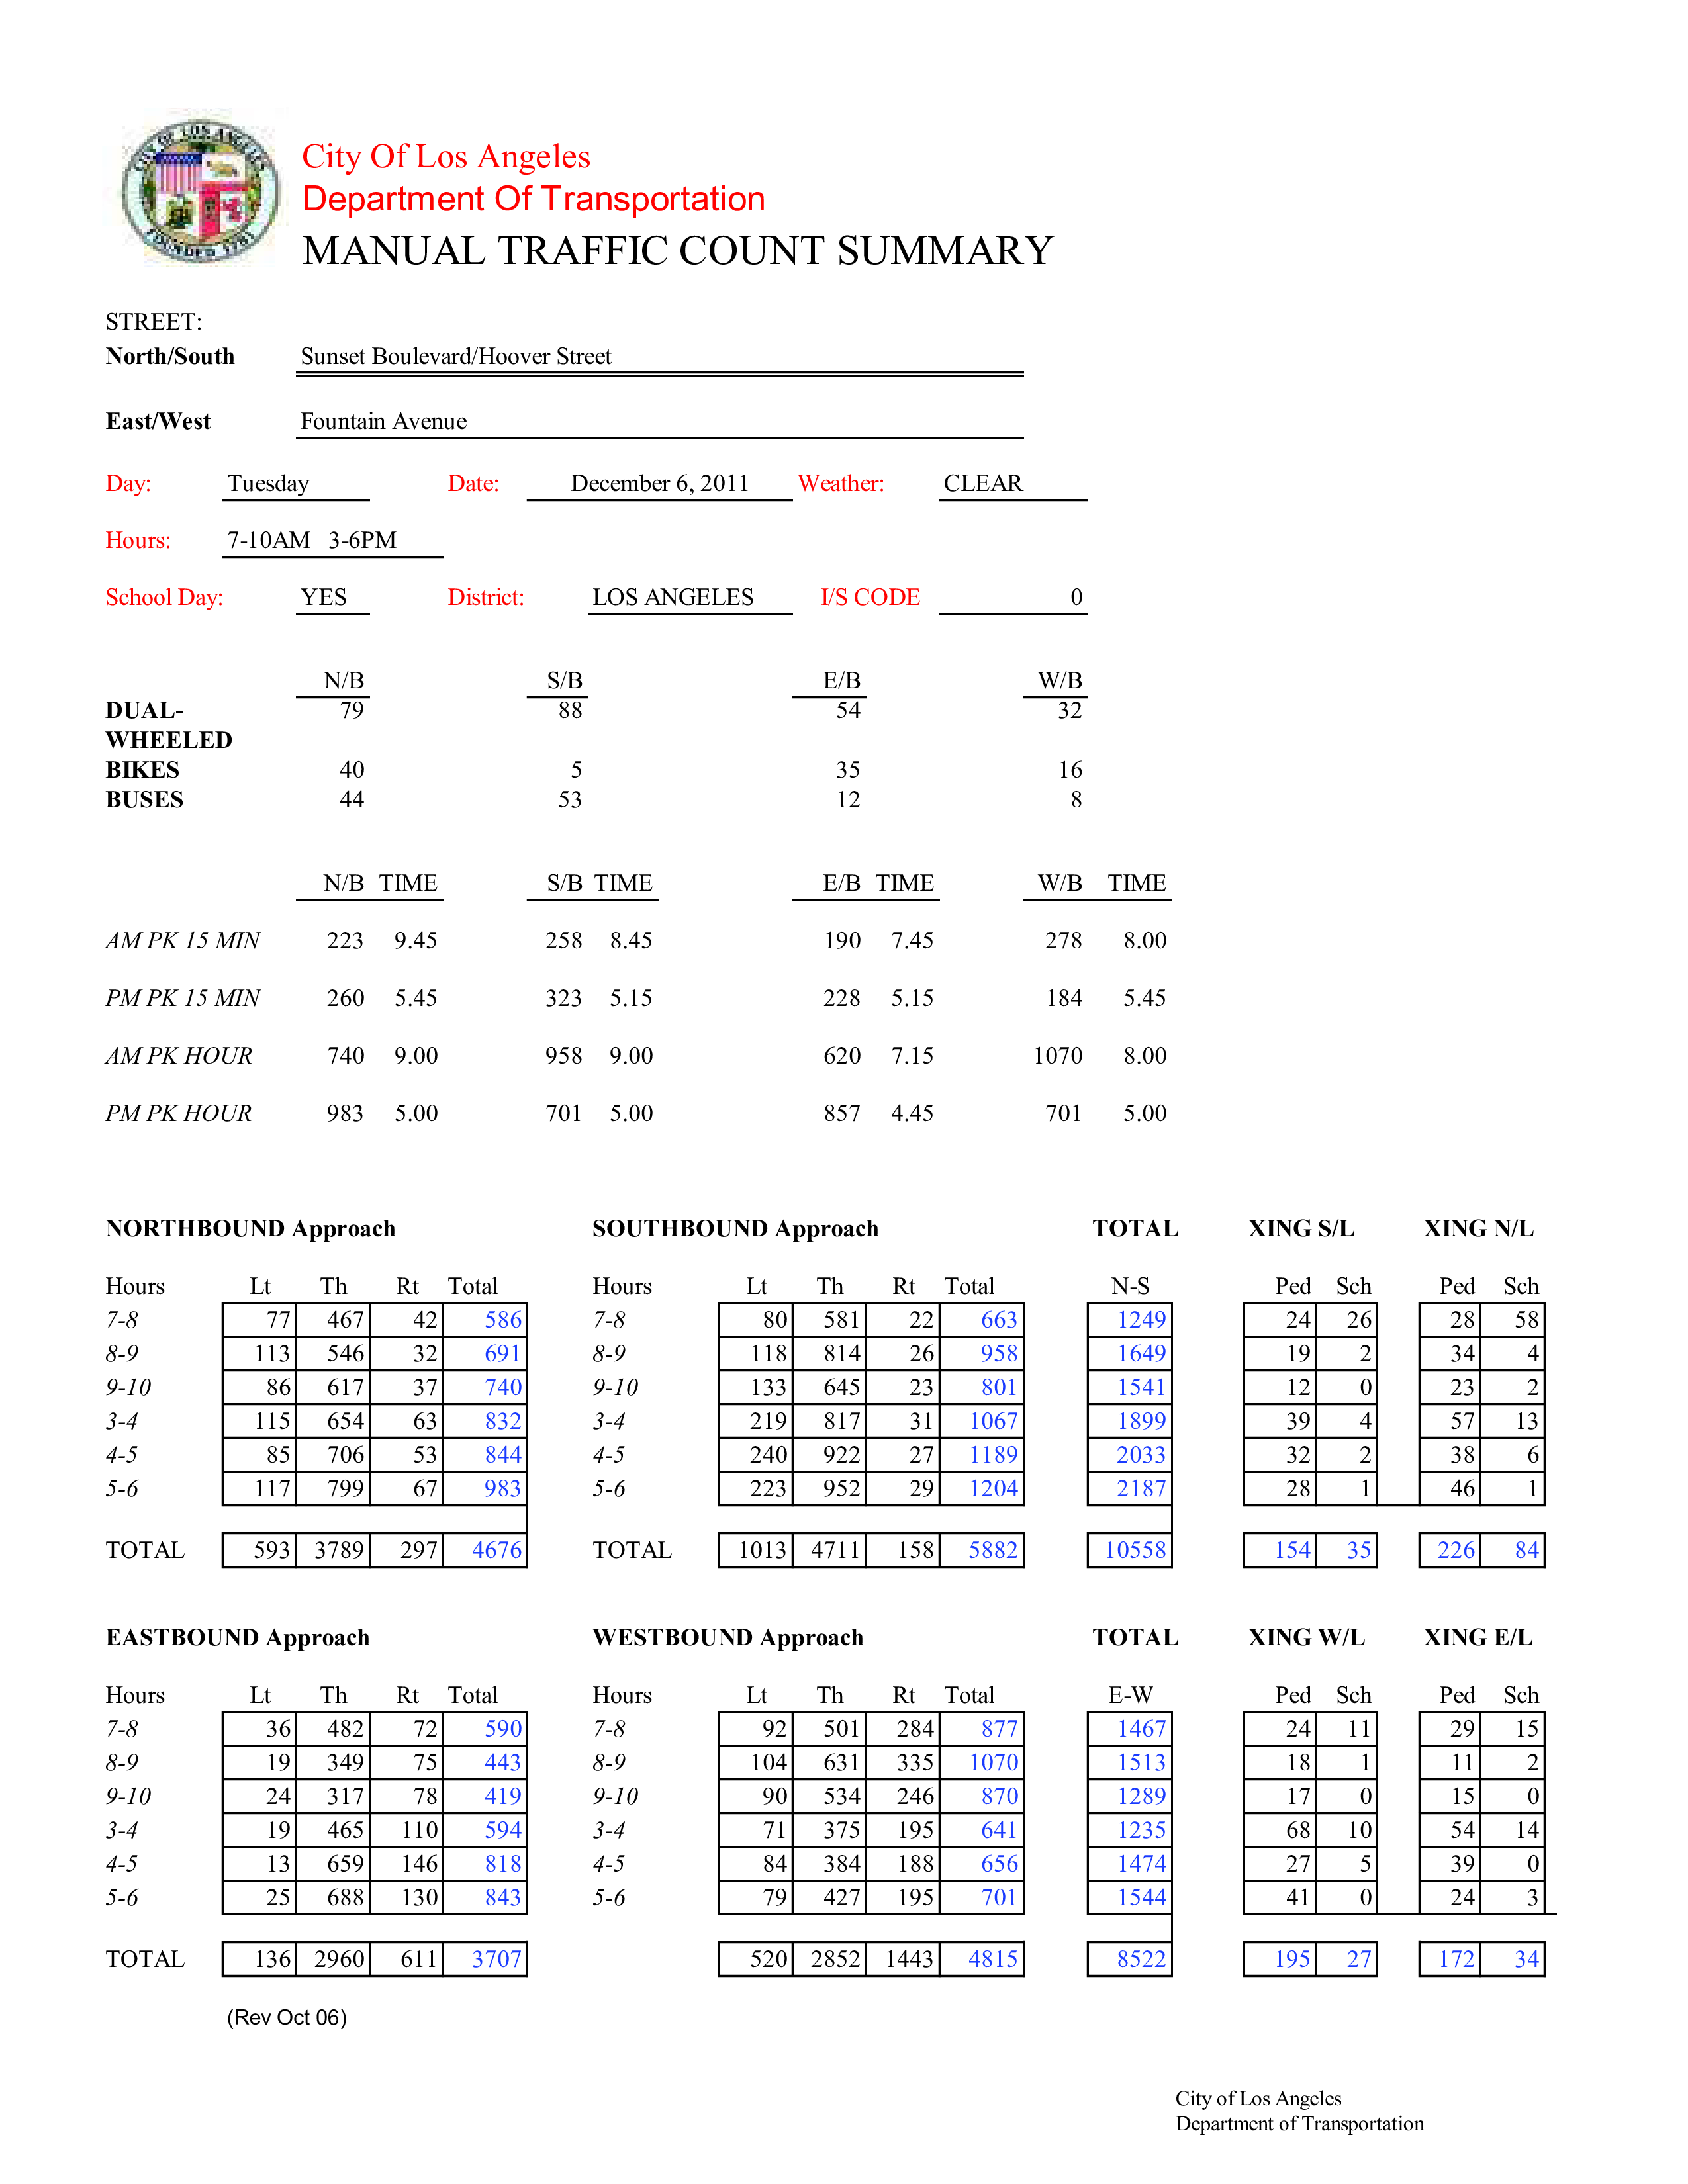 City Of Los Angeles
Department Of Transportation
MANUAL TRAFFIC COUNT SUMMARY
STREET:
North/South Sunset Boulevard/Hoover Street
East/West Fountain Avenue
Day: Tuesday Date: December 6, 2011 Weather: CLEAR
Hours: 7-10AM 3-6PM
School Day: YES District: LOS ANGELES I/S CODE 0
N/B S/B E/B W/B
DUAL- 79 88 54 32
WHEELED
BIKES 40 5 35 16
BUSES 44 53 12 8
N/B TIME S/B TIME E/B TIME W/B TIME
AM PK 15 MIN 223 9.45 258 8.45 190 7.45 278 8.00
PM PK 15 MIN 260 5.45 323 5.15 228 5.15 184 5.45
AM PK HOUR 740 9.00 958 9.00 620 7.15 1070 8.00
PM PK HOUR 983 5.00 701 5.00 857 4.45 701 5.00
NORTHBOUND Approach SOUTHBOUND Approach TOTAL XING S/L XING N/L
Hours Lt Th Rt Total Hours Lt Th Rt Total N-S Ped Sch Ped Sch
7-8 77 467 42 586 7-8 80 581 22 663 1249 24 26 28 58
8-9 113 546 32 691 8-9 118 814 26 958 1649 19 2 34 4
9-10 86 617 37 740 9-10 133 645 23 801 1541 12 0 23 2
3-4 115 654 63 832 3-4 219 817 31 1067 1899 39 4 57 13
4-5 85 706 53 844 4-5 240 922 27 1189 2033 32 2 38 6
5-6 117 799 67 983 5-6 223 952 29 1204 2187 28 1 46 1
TOTAL 593 3789 297 4676 TOTAL 1013 4711 158 5882 10558 154 35 226 84
EASTBOUND Approach WESTBOUND Approach TOTAL XING W/L XING E/L
Hours Lt Th Rt Total Hours Lt Th Rt Total E-W Ped Sch Ped Sch
7-8 36 482 72 590 7-8 92 501 284 877 1467 24 11 29 15
8-9 19 349 75 443 8-9 104 631 335 1070 1513 18 1 11 2
9-10 24 317 78 419 9-10 90 534 246 870 1289 17 0 15 0
3-4 19 465 110 594 3-4 71 375 195 641 1235 68 10 54 14
4-5 13 659 146 818 4-5 84 384 188 656 1474 27 5 39 0
5-6 25 688 130 843 5-6 79 427 195 701 1544 41 0 24 3
TOTAL 136 2960 611 3707 520 2852 1443 4815 8522 195 27 172 34
(Rev Oct 06)
City of Los Angeles
Department of Transportation